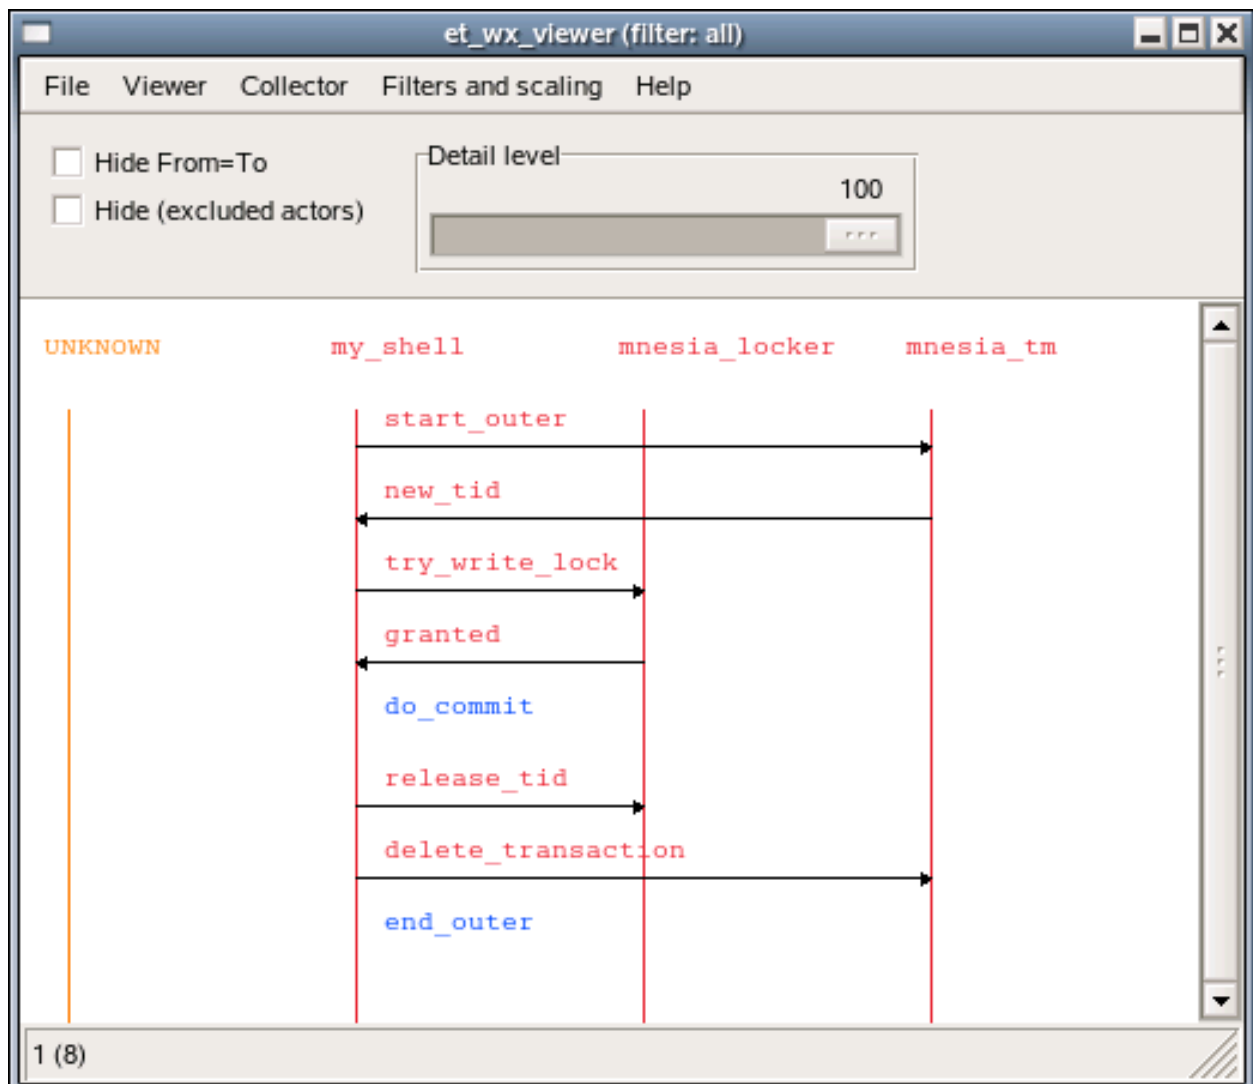 et_wx_viewer (filter: all)
File Viewer Collector Filters and scaling Help
Hide From=To
Hide (excluded actors)
Detail level
100
UNKNOWN my_shell mnesia_locker mnesia_tm
start_outer
new_tid
try_write_lock
granted
do_commit
release_tid
delete_transaction
end_outer
1 (8)